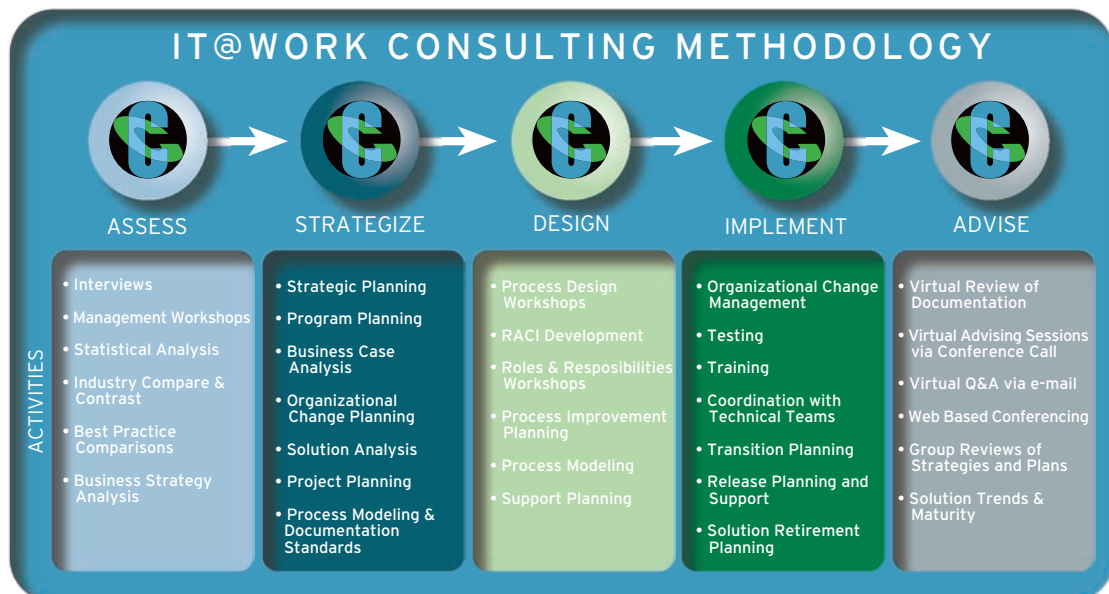 IT@WORK CONSULTING METHODOLOGY
ASSESS
STRATEGIZE
DESIGN
IMPLEMENT
ADVISE
ACTIVITIES
• Interviews
• Management Workshops
• Statistical Analysis
• Industry Compare &
Contrast
• Best Practice
Comparisons
• Business Strategy
Analysis
• Strategic Planning
• Program Planning
• Business Case
Analysis
• Organizational
Change Planning
• Solution Analysis
• Project Planning
• Process Modeling &
Documentation
Standards
• Process Design
Workshops
• RACI Development
• Roles & Resposibilities
Workshops
• Process Improvement
Planning
• Process Modeling
• Support Planning
• Organizational Change
Management
• Testing
• Training
• Coordination with
Technical Teams
• Transition Planning
• Release Planning and
Support
• Solution Retirement
Planning
• Virtual Review of
Documentation
• Virtual Advising Sessions
via Conference Call
• Virtual Q&A via e-mail
• Web Based Conferencing
• Group Reviews of
Strategies and Plans
• Solution Trends &
Maturity